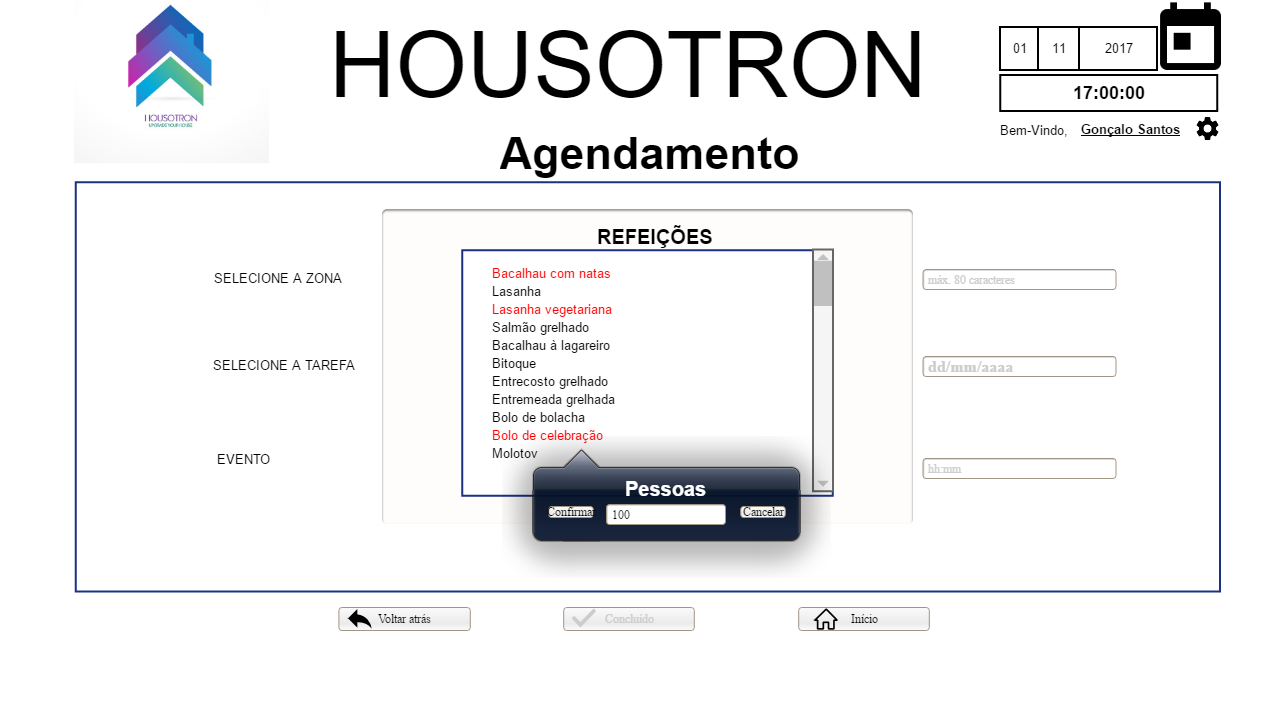 HOUSOTRON
UPGRADE YOUR HOUSE
HOUSOTRON
01 11 2017
17:00:00
Bem-Vindo, Gonçalo Santos
Agendamento
REFEIÇÕES
SELECIONE A ZONA
SELECIONE A TAREFA
EVENTO
Bacalhau com natas
Lasanha
Lasanha vegetariana
Salmão grelhado
Bacalhau à lagareiro
Bitoque
Entrecosto grelhado
Entremeada grelhada
Bolo de bolacha
Bolo de celebração
Molotov
Pessoas
Confirmar 100 Cancelar
máx. 80 caracteres
dd/mm/aaaa
hh:mm
Voltar atrás Concluído Início